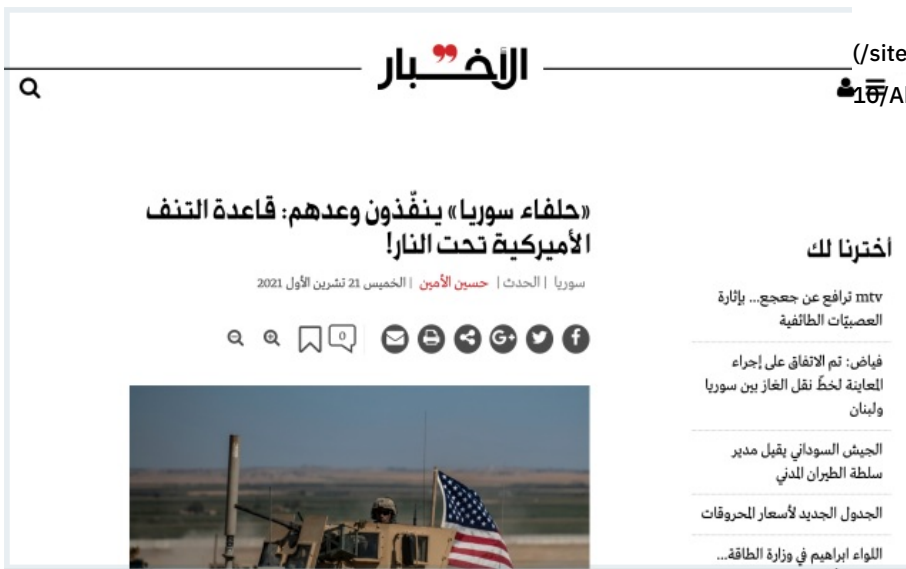 الأخبار
(/site
10/Al
«حلفاء سوريا» ينفّذون وعدهم: قاعدة التنف
الأميركية تحت النار!
سوريا | الحدث | حسين الأمين | الخميس 21 تشرين الأول 2021
0
أخترنا لك
mtv ترافع عن جعجع... بإثارة
العصبيّات الطائفية
فياض: تم الاتفاق على إجراء
المعاينة لخطّ نقل الغاز بين سوريا
ولبنان
الجيش السوداني يقيل مدير
سلطة الطيران المدني
الجدول الجديد لأسعار المحروقات
اللواء ابراهيم في وزارة الطاقة...